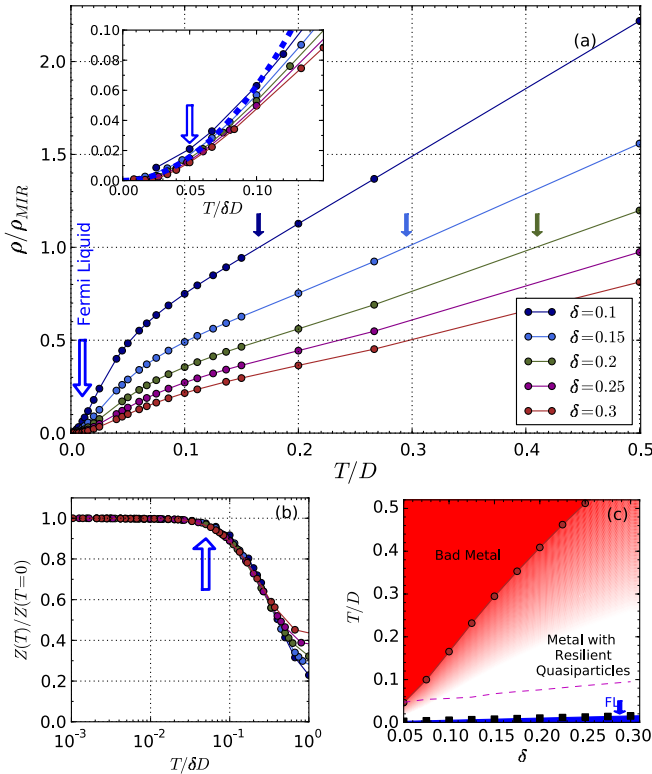 (a)
2.0
1.5
1.0
0.5
0.0
ρ/ρ_MIR
0.10
0.08
0.06
0.04
0.02
0.00
0.00 0.05 0.10
T/δD
Fermi Liquid
δ=0.1
δ=0.15
δ=0.2
δ=0.25
δ=0.3
0.0 0.1 0.2 0.3 0.4 0.5
T/D
(b)
1.0
0.8
0.6
0.4
0.2
0.0
Z(T)/Z(T=0)
10⁻³ 10⁻² 10⁻¹ 10⁰
T/δD
(c)
0.5
0.4
0.3
0.2
0.1
0.0
T/D
Bad Metal
Metal with
Resilient
Quasiparticles
FL
0.05 0.10 0.15 0.20 0.25 0.30
δ